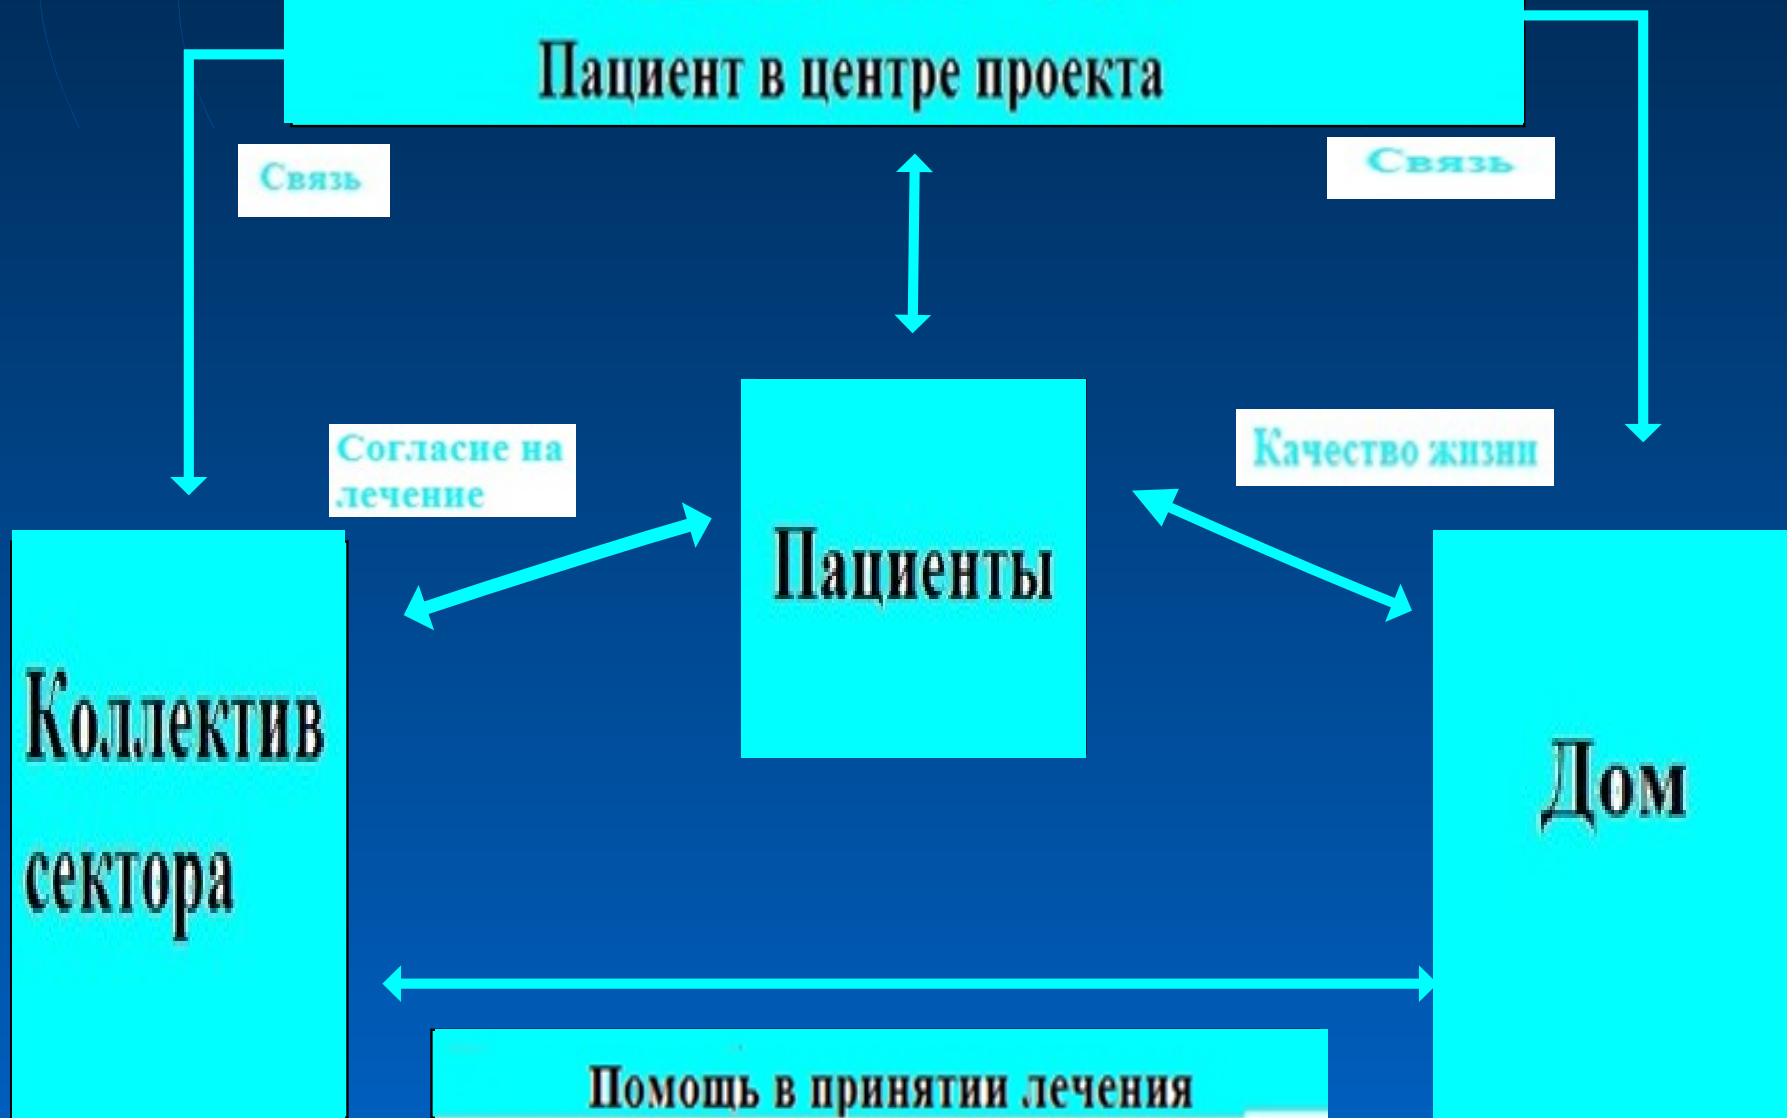 Пациент в центре проекта
Связь
Связь
Согласие на
лечение
Качество жизни
Пациенты
Коллектив
сектора
Дом
Помощь в принятии лечения